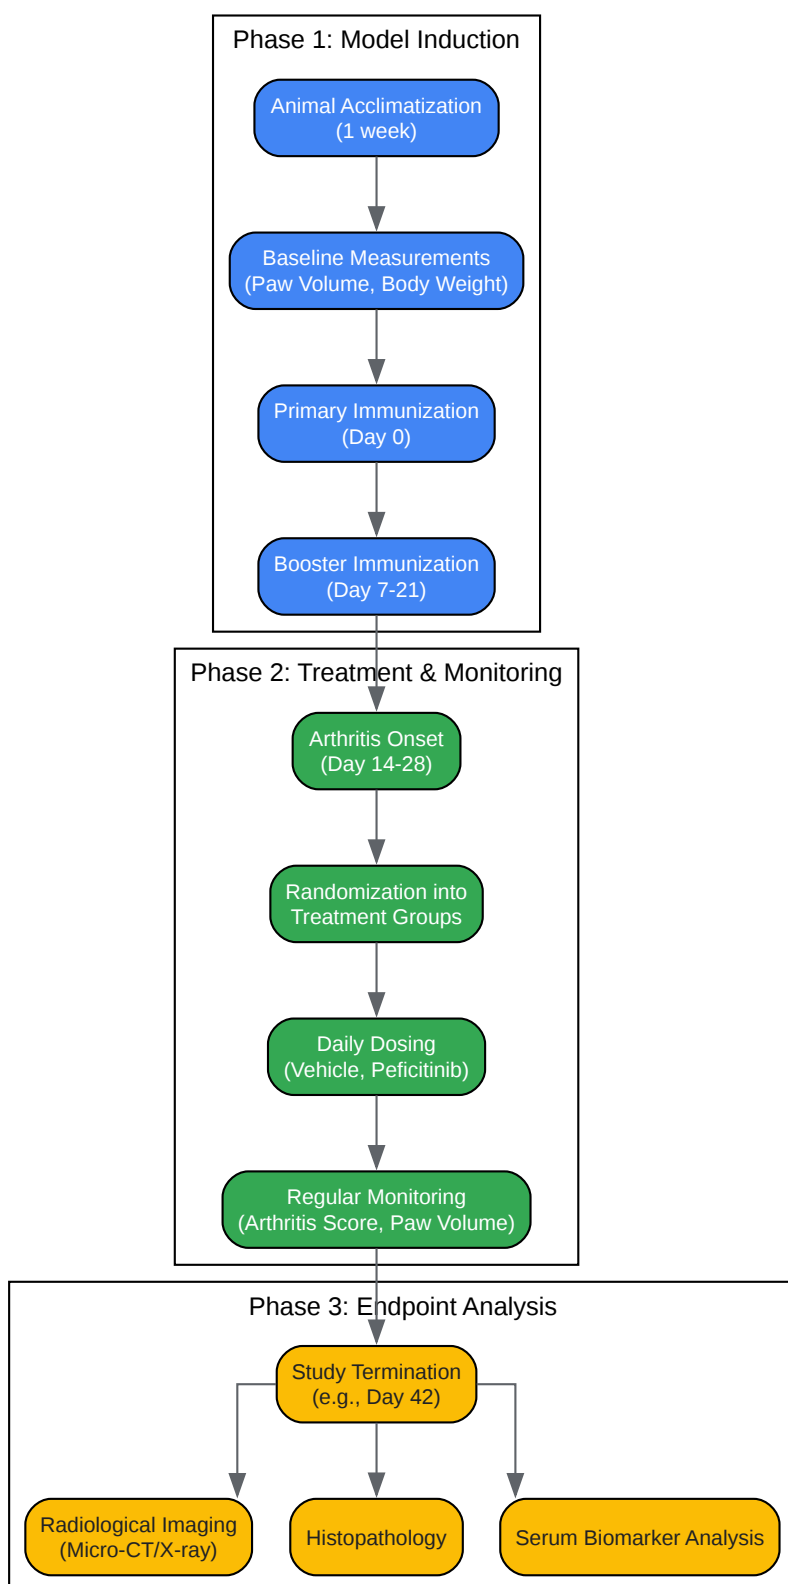 Phase 1: Model Induction
Animal Acclimatization
(1 week)
Baseline Measurements
(Paw Volume, Body Weight)
Primary Immunization
(Day 0)
Booster Immunization
(Day 7-21)
Phase 2: Treatment & Monitoring
Arthritis Onset
(Day 14-28)
Randomization into
Treatment Groups
Daily Dosing
(Vehicle, Peficitinib)
Regular Monitoring
(Arthritis Score, Paw Volume)
Phase 3: Endpoint Analysis
Study Termination
(e.g., Day 42)
Radiological Imaging
(Micro-CT/X-ray)
Histopathology
Serum Biomarker Analysis